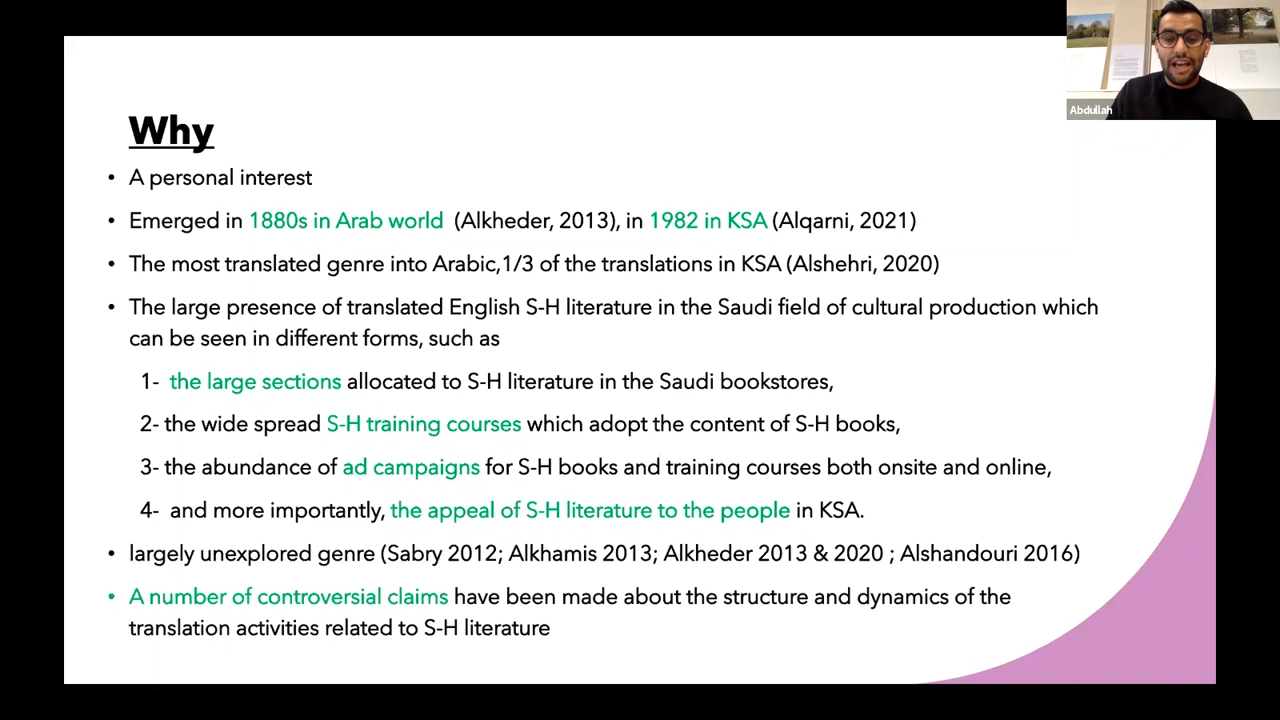 Abdullah
Why
• A personal interest
• Emerged in 1880s in Arab world (Alkheder, 2013), in 1982 in KSA (Alqarni, 2021)
• The most translated genre into Arabic,1/3 of the translations in KSA (Alshehri, 2020)
• The large presence of translated English S-H literature in the Saudi field of cultural production which
can be seen in different forms, such as
1- the large sections allocated to S-H literature in the Saudi bookstores,
2- the wide spread S-H training courses which adopt the content of S-H books,
3- the abundance of ad campaigns for S-H books and training courses both onsite and online,
4- and more importantly, the appeal of S-H literature to the people in KSA.
• largely unexplored genre (Sabry 2012; Alkhamis 2013; Alkheder 2013 & 2020 ; Alshandouri 2016)
• A number of controversial claims have been made about the structure and dynamics of the
translation activities related to S-H literature